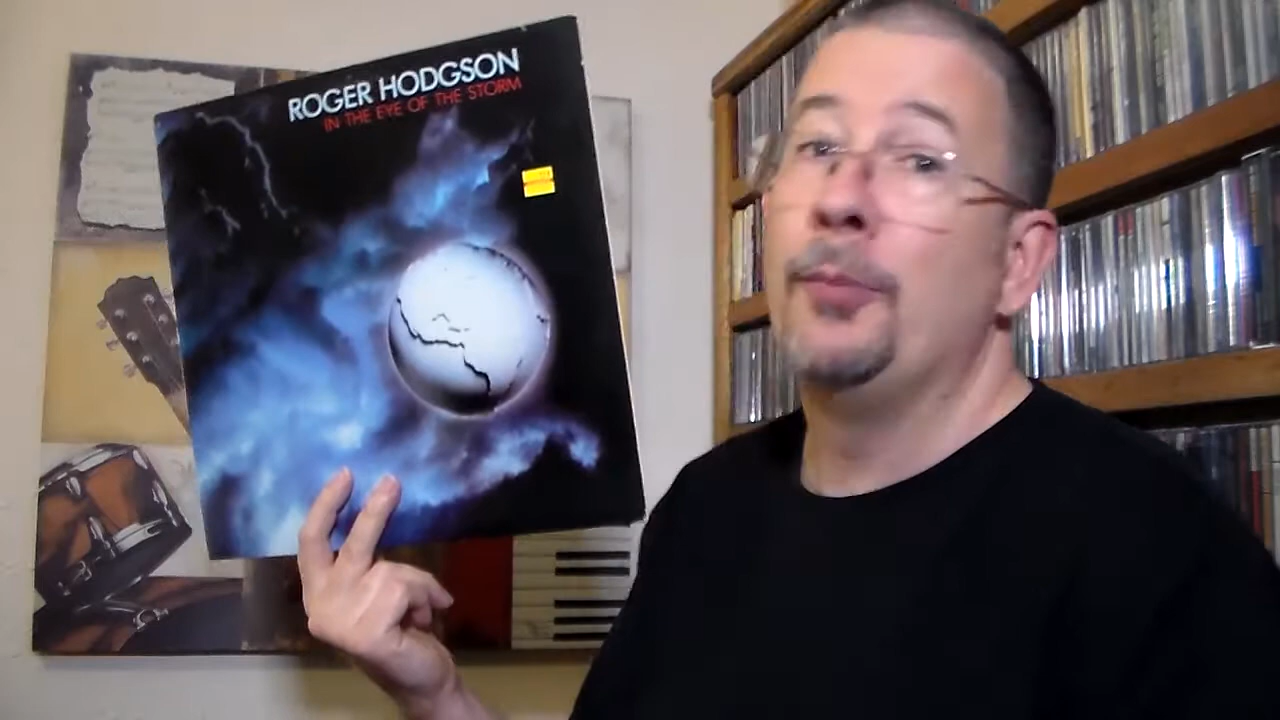 ROGER HODGSON
IN THE EYE OF THE STORM